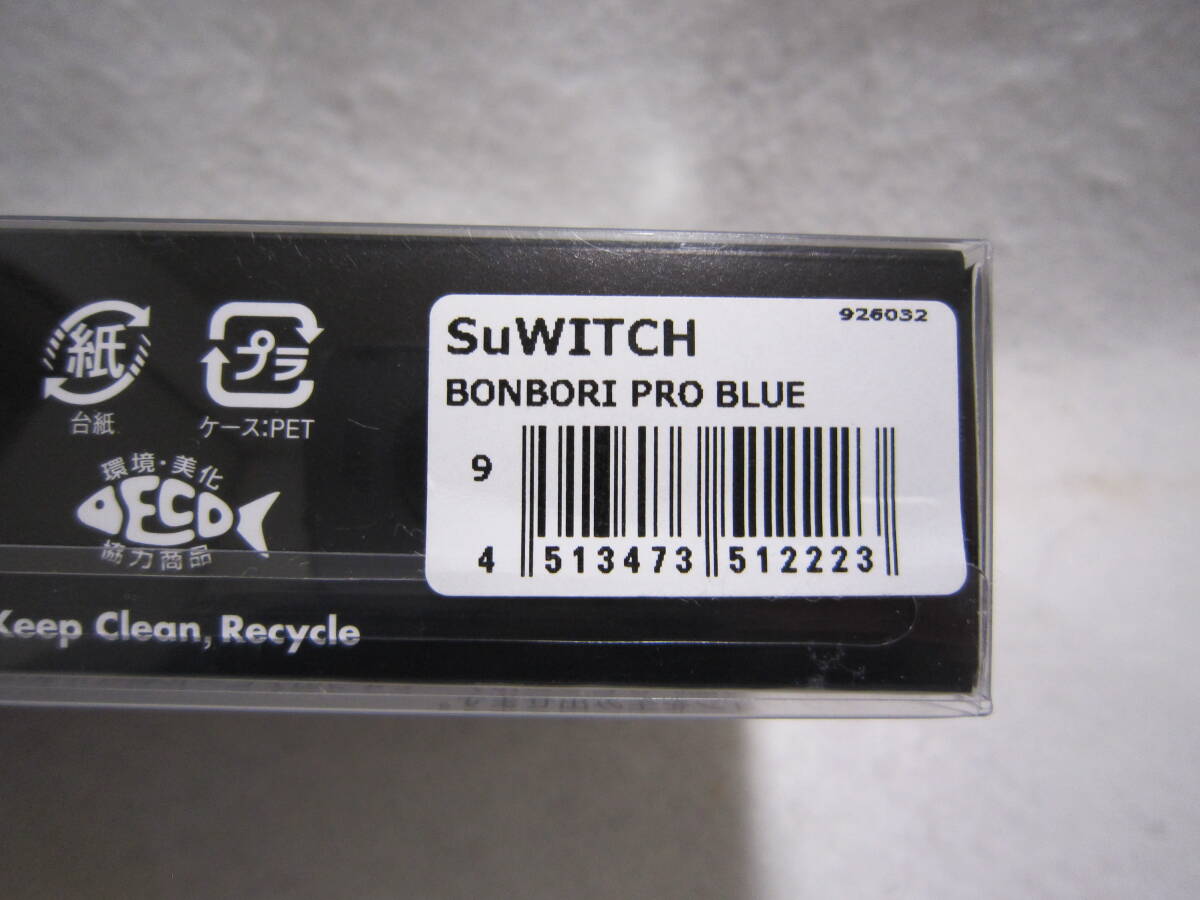 紙
台紙
プラ
ケース:PET
環境・美化
ECO
協力商品
Keep Clean, Recycle
926032
SuWITCH
BONBORI PRO BLUE
9
4 513473 512223